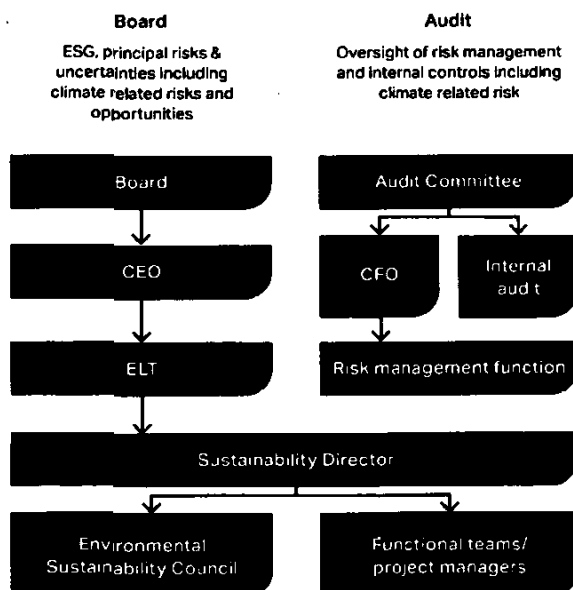 Board
ESG, principal risks &
uncertainties including
climate related risks and
opportunities
Audit
Oversight of risk management
and internal controls including
climate related risk
Board
Audit Committee
CEO
CFO
Internal
audit
ELT
Risk management function
Sustainability Director
Environmental
Sustainability Council
Functional teams/
project managers